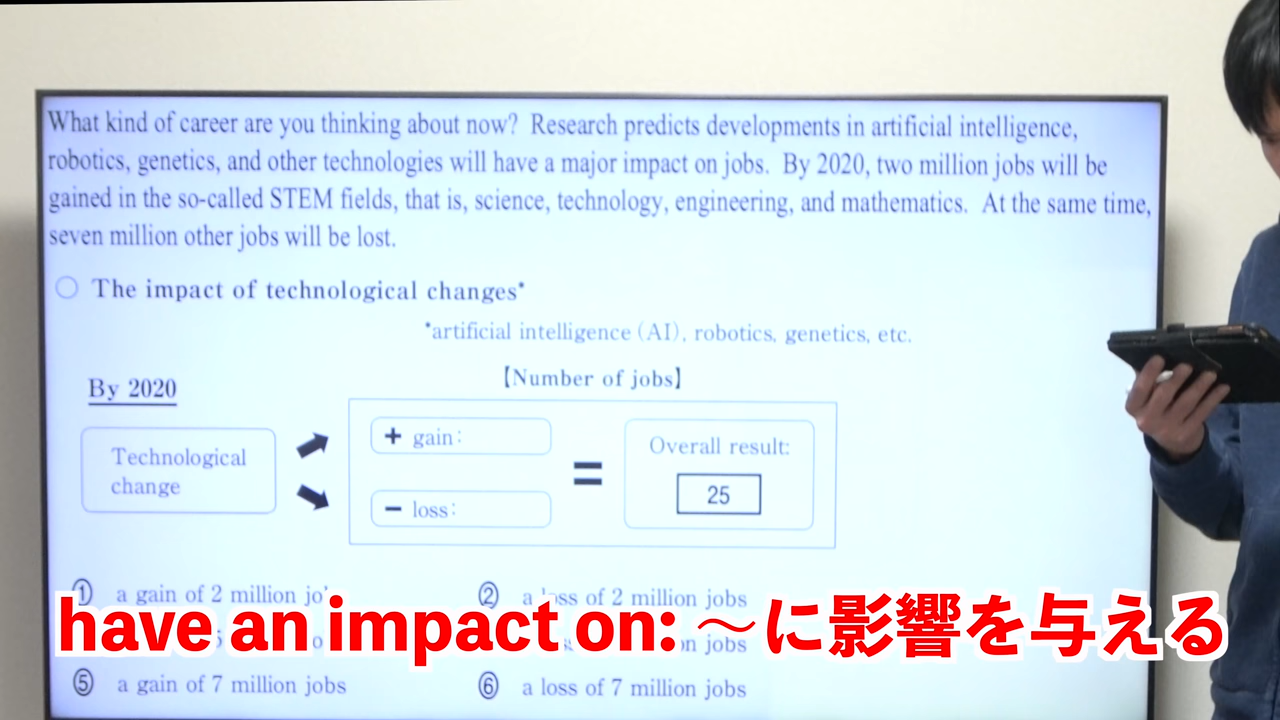 What kind of career are you thinking about now? Research predicts developments in artificial intelligence,
robotics, genetics, and other technologies will have a major impact on jobs. By 2020, two million jobs will be
gained in the so-called STEM fields, that is, science, technology, engineering, and mathematics. At the same time,
seven million other jobs will be lost.
○ The impact of technological changes*
*artificial intelligence (AI), robotics, genetics, etc.
【Number of jobs】
By 2020
Technological
change
+ gain:
− loss:
=
Overall result:
25
① a gain of 2 million jo
② a loss of 2 million jobs
have an impact on: ～に影響を与える
jobs
⑤ a gain of 7 million jobs
⑥ a loss of 7 million jobs